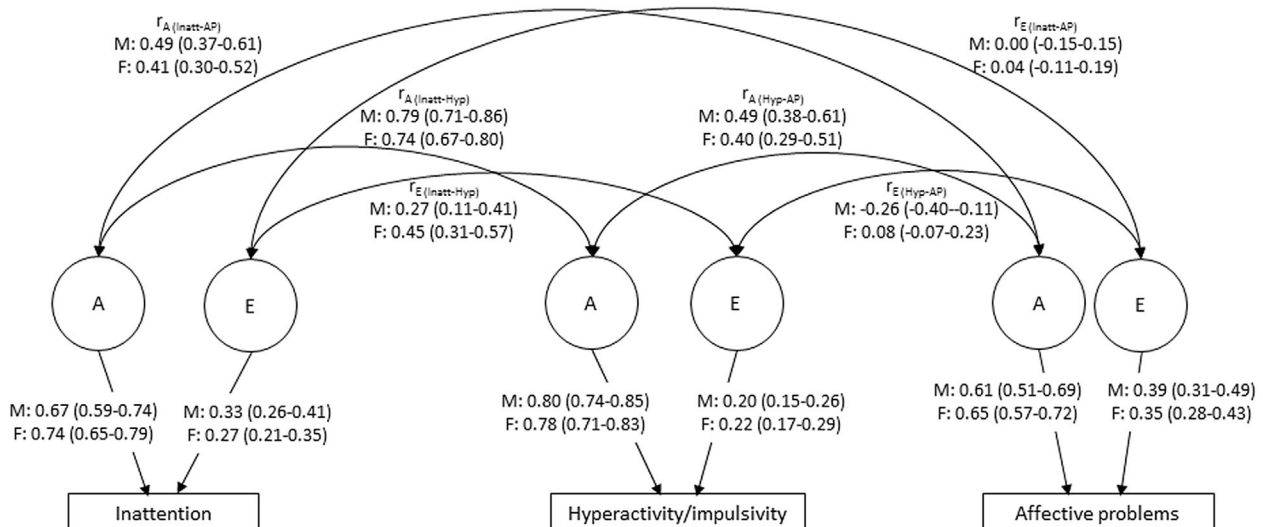 rA (Inatt-AP)
M: 0.49 (0.37-0.61)
F: 0.41 (0.30-0.52)
rE (Inatt-AP)
M: 0.00 (-0.15-0.15)
F: 0.04 (-0.11-0.19)
rA (Inatt-Hyp)
M: 0.79 (0.71-0.86)
F: 0.74 (0.67-0.80)
rA (Hyp-AP)
M: 0.49 (0.38-0.61)
F: 0.40 (0.29-0.51)
rE (Inatt-Hyp)
M: 0.27 (0.11-0.41)
F: 0.45 (0.31-0.57)
rE (Hyp-AP)
M: -0.26 (-0.40--0.11)
F: 0.08 (-0.07-0.23)
A
E
A
E
A
E
M: 0.67 (0.59-0.74)
F: 0.74 (0.65-0.79)
M: 0.33 (0.26-0.41)
F: 0.27 (0.21-0.35)
M: 0.80 (0.74-0.85)
F: 0.78 (0.71-0.83)
M: 0.20 (0.15-0.26)
F: 0.22 (0.17-0.29)
M: 0.61 (0.51-0.69)
F: 0.65 (0.57-0.72)
M: 0.39 (0.31-0.49)
F: 0.35 (0.28-0.43)
Inattention
Hyperactivity/impulsivity
Affective problems